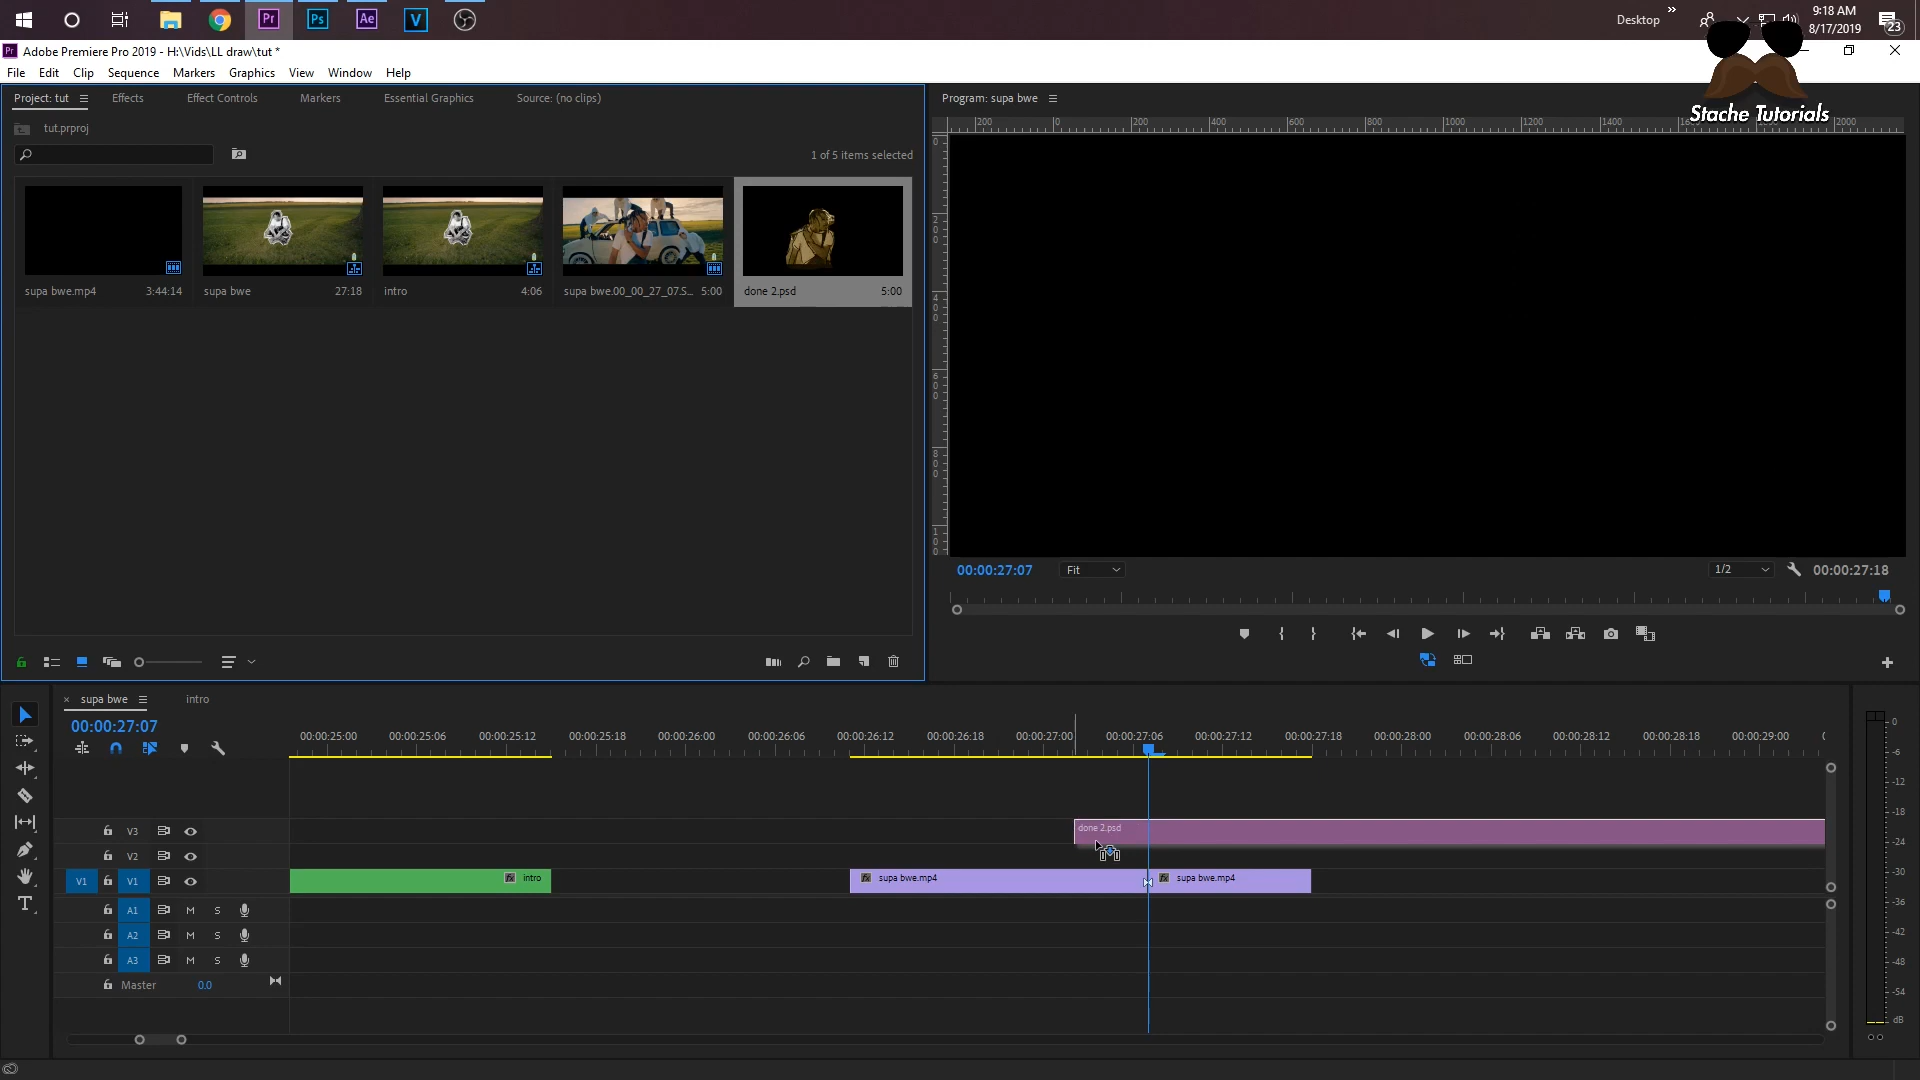 Desktop
9:18 AM
8/17/2019
23
Pr
Ps
Ae
V
Adobe Premiere Pro 2019 - H:\Vids\LL draw\tut *
File Edit Clip Sequence Markers Graphics View Window Help
Stache Tutorials
Project: tut Effects Effect Controls Markers Essential Graphics Source: (no clips)
tut.prproj
1 of 5 items selected
supa bwe.mp4 3:44:14
supa bwe 27:18
intro 4:06
supa bwe.00_00_27_07.S... 5:00
done 2.psd 5:00
Program: supa bwe
200 0 200 400 600 800 1000 1200 1400 2000
00:00:27:07 Fit 1/2 00:00:27:18
supa bwe intro
00:00:27:07
00:00:25:00 00:00:25:06 00:00:25:12 00:00:25:18 00:00:26:00 00:00:26:06 00:00:26:12 00:00:26:18 00:00:27:00 00:00:27:06 00:00:27:12 00:00:27:18 00:00:28:00 00:00:28:06 00:00:28:12 00:00:28:18 00:00:29:00
V3 done 2.psd
V2
V1 V1 fx intro fx supa bwe.mp4 fx supa bwe.mp4
A1 M S
A2 M S
A3 M S
Master 0.0
0
-6
-12
-18
-24
-30
-36
-42
-48
-54
dB